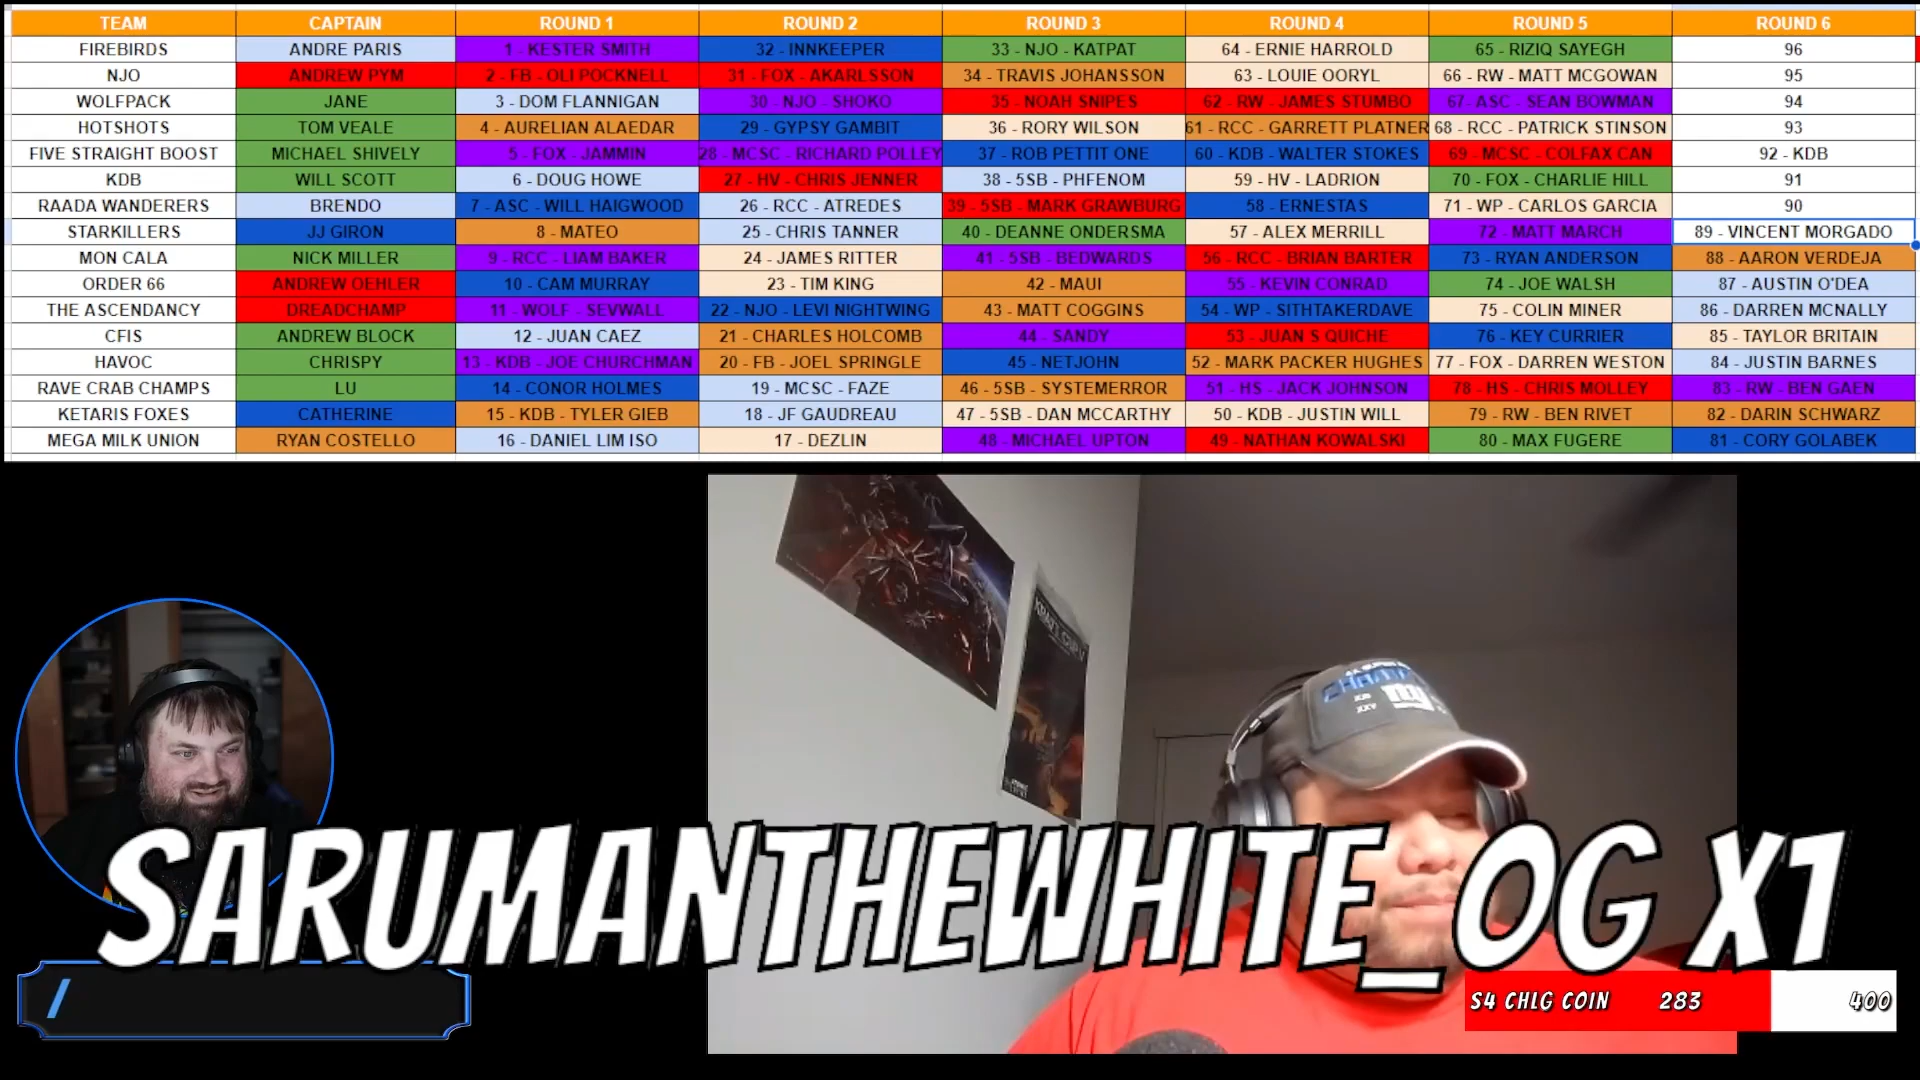 TEAM CAPTAIN ROUND 1 ROUND 2 ROUND 3 ROUND 4 ROUND 5 ROUND 6
FIREBIRDS ANDRE PARIS 1 - KESTER SMITH 32 - INNKEEPER 33 - NJO - KATPAT 64 - ERNIE HARROLD 65 - RIZIQ SAYEGH 96
NJO ANDREW PYM 2 - FB - OLI POCKNELL 31 - FOX - AKARLSSON 34 - TRAVIS JOHANSSON 63 - LOUIE OORYL 66 - RW - MATT MCGOWAN 95
WOLFPACK JANE 3 - DOM FLANNIGAN 30 - NJO - SHOKO 35 - NOAH SNIPES 62 - RW - JAMES STUMBO 67- ASC - SEAN BOWMAN 94
HOTSHOTS TOM VEALE 4 - AURELIAN ALAEDAR 29 - GYPSY GAMBIT 36 - RORY WILSON 61 - RCC - GARRETT PLATNER 68 - RCC - PATRICK STINSON 93
FIVE STRAIGHT BOOST MICHAEL SHIVELY 5 - FOX - JAMMIN 28 - MCSC - RICHARD POLLEY 37 - ROB PETTIT ONE 60 - KDB - WALTER STOKES 69 - MCSC - COLFAX CAN 92 - KDB
KDB WILL SCOTT 6 - DOUG HOWE 27 - HV - CHRIS JENNER 38 - 5SB - PHFENOM 59 - HV - LADRION 70 - FOX - CHARLIE HILL 91
RAADA WANDERERS BRENDO 7 - ASC - WILL HAIGWOOD 26 - RCC - ATREDES 39 - 5SB - MARK GRAWBURG 58 - ERNESTAS 71 - WP - CARLOS GARCIA 90
STARKILLERS JJ GIRON 8 - MATEO 25 - CHRIS TANNER 40 - DEANNE ONDERSMA 57 - ALEX MERRILL 72 - MATT MARCH 89 - VINCENT MORGADO
MON CALA NICK MILLER 9 - RCC - LIAM BAKER 24 - JAMES RITTER 41 - 5SB - BEDWARDS 56 - RCC - BRIAN BARTER 73 - RYAN ANDERSON 88 - AARON VERDEJA
ORDER 66 ANDREW OEHLER 10 - CAM MURRAY 23 - TIM KING 42 - MAUI 55 - KEVIN CONRAD 74 - JOE WALSH 87 - AUSTIN O'DEA
THE ASCENDANCY DREADCHAMP 11 - WOLF - SEVWALL 22 - NJO - LEVI NIGHTWING 43 - MATT COGGINS 54 - WP - SITHTAKERDAVE 75 - COLIN MINER 86 - DARREN MCNALLY
CFIS ANDREW BLOCK 12 - JUAN CAEZ 21 - CHARLES HOLCOMB 44 - SANDY 53 - JUAN S QUICHE 76 - KEY CURRIER 85 - TAYLOR BRITAIN
HAVOC CHRISPY 13 - KDB - JOE CHURCHMAN 20 - FB - JOEL SPRINGLE 45 - NETJOHN 52 - MARK PACKER HUGHES 77 - FOX - DARREN WESTON 84 - JUSTIN BARNES
RAVE CRAB CHAMPS LU 14 - CONOR HOLMES 19 - MCSC - FAZE 46 - 5SB - SYSTEMERROR 51 - HS - JACK JOHNSON 78 - HS - CHRIS MOLLEY 83 - RW - BEN GAEN
KETARIS FOXES CATHERINE 15 - KDB - TYLER GIEB 18 - JF GAUDREAU 47 - 5SB - DAN MCCARTHY 50 - KDB - JUSTIN WILL 79 - RW - BEN RIVET 82 - DARIN SCHWARZ
MEGA MILK UNION RYAN COSTELLO 16 - DANIEL LIM ISO 17 - DEZLIN 48 - MICHAEL UPTON 49 - NATHAN KOWALSKI 80 - MAX FUGERE 81 - CORY GOLABEK
SARUMANTHEWHITE_OG X1
/
S4 CHLG COIN 283 400